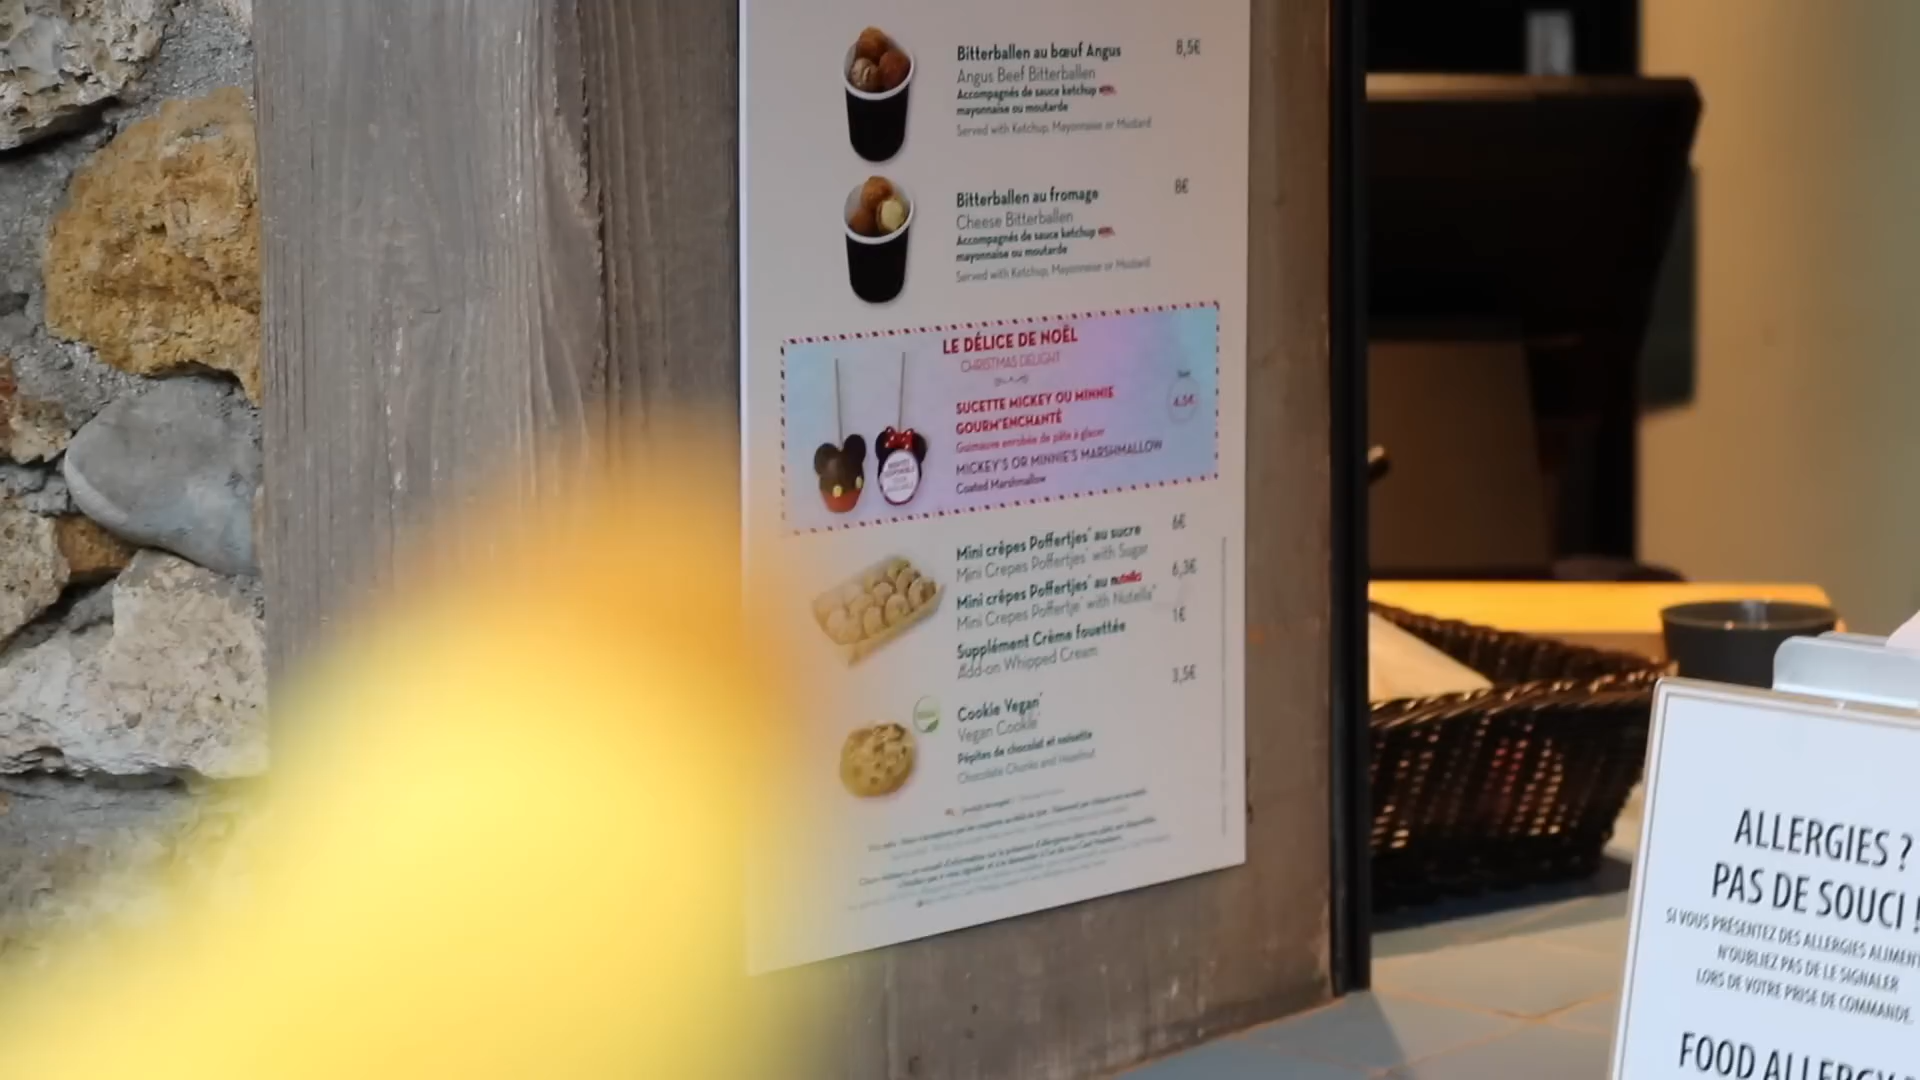 Bitterballen au bœuf Angus 8,5€
Angus Beef Bitterballen
Accompagnés de sauce ketchup
mayonnaise ou moutarde
Served with Ketchup, Mayonnaise or Mustard
Bitterballen au fromage 8€
Cheese Bitterballen
Accompagnés de sauce ketchup
mayonnaise ou moutarde
Served with Ketchup, Mayonnaise or Mustard
LE DÉLICE DE NOËL
CHRISTMAS DELIGHT
SUCETTE MICKEY OU MINNIE
GOURM'ENCHANTÉ
Guimauve enrobée de pâte à glacer
MICKEY'S OR MINNIE'S MARSHMALLOW
Coated Marshmallow
4,5€
Mini crêpes Poffertjes* au sucre 6€
Mini Crepes Poffertjes* with Sugar
Mini crêpes Poffertjes* au nutella 6,3€
Mini Crepes Poffertje* with Nutella*
Supplément Crème fouettée 1€
Add-on Whipped Cream
Cookie Vegan* 3,5€
Vegan Cookie*
Pépites de chocolat et noisette
Chocolate Chunks and Hazelnut
ALLERGIES ?
PAS DE SOUCI !
SI VOUS PRÉSENTEZ DES ALLERGIES ALIMENT
N'OUBLIEZ PAS DE LE SIGNALER
LORS DE VOTRE PRISE DE COMMANDE.
FOOD ALLERGY